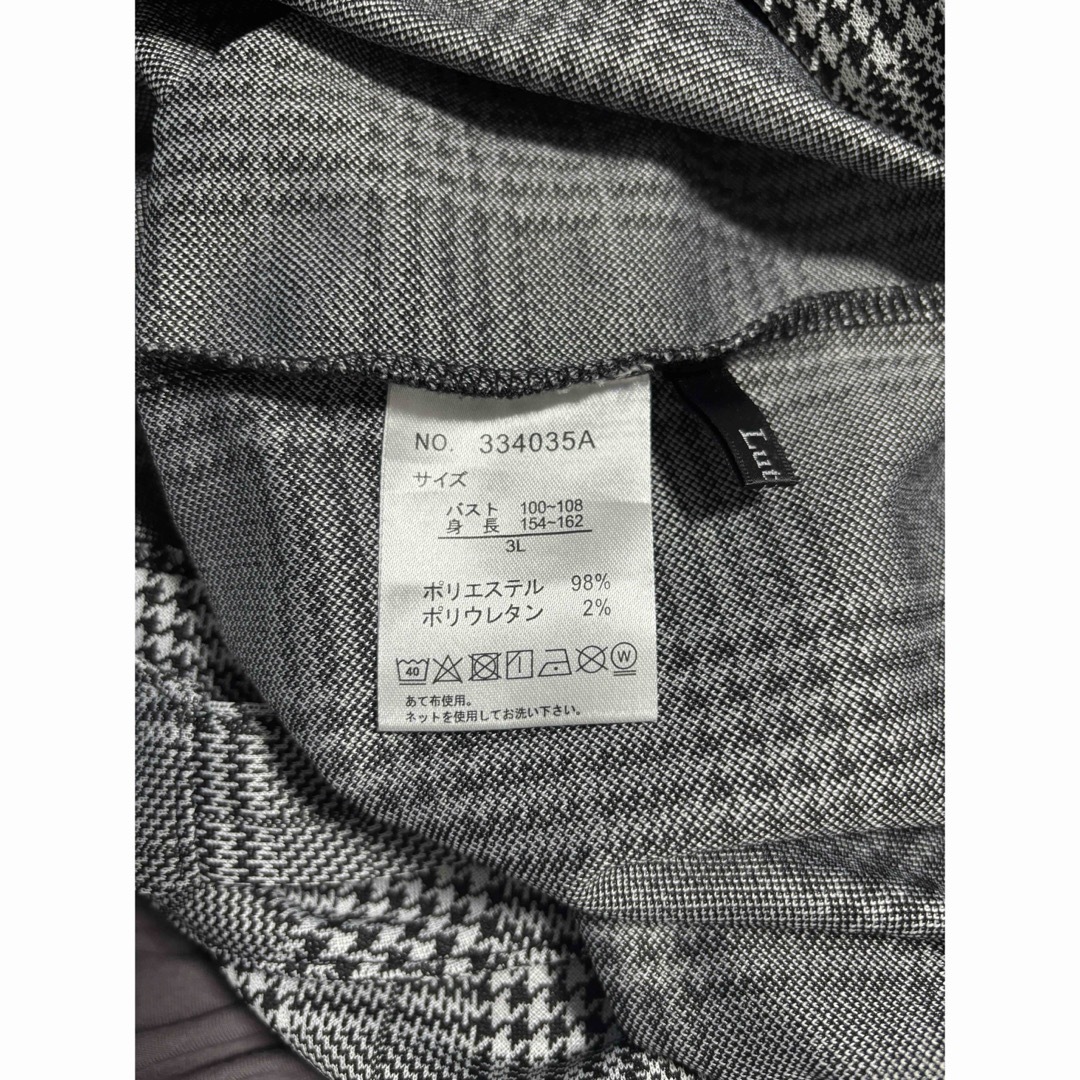 NO. 334035A
サイズ
バスト 100~108
身 長 154~162
3L
ポリエステル 98%
ポリウレタン 2%
40 W
あて布使用。
ネットを使用してお洗い下さい。